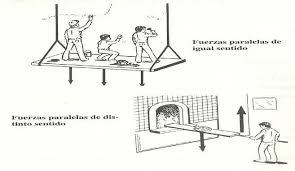 Fuerzas paralelas de
igual sentido
Fuerzas paralelas de dis-
tinto sentido